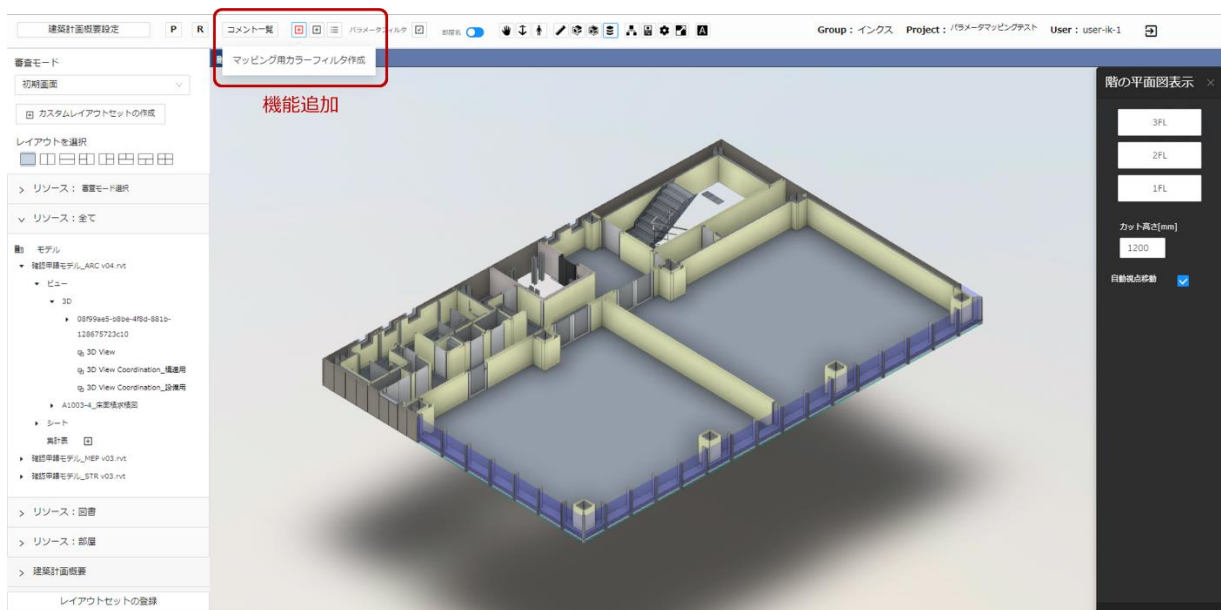 建築計画概要設定
P
R
コメント一覧
パラメータフィルタ
部屋名
A
Group : インクス
Project : パラメータマッピングテスト
User : user-ik-1
マッピング用カラーフィルタ作成
機能追加
審査モード
初期画面
カスタムレイアウトセットの作成
レイアウトを選択
リソース : 審査モード選択
リソース : 全て
モデル
確認申請モデル_ARC v04.rvt
ビュー
3D
08f99ae5-b8be-4f8d-881b-
128675723c10
3D View
3D View Coordination_構造用
3D View Coordination_設備用
A1003-4_床面積求積図
シート
集計表
確認申請モデル_MEP v03.rvt
確認申請モデル_STR v03.rvt
リソース : 図書
リソース : 部屋
建築計画概要
レイアウトセットの登録
階の平面図表示
3FL
2FL
1FL
カット高さ[mm]
1200
自動視点移動